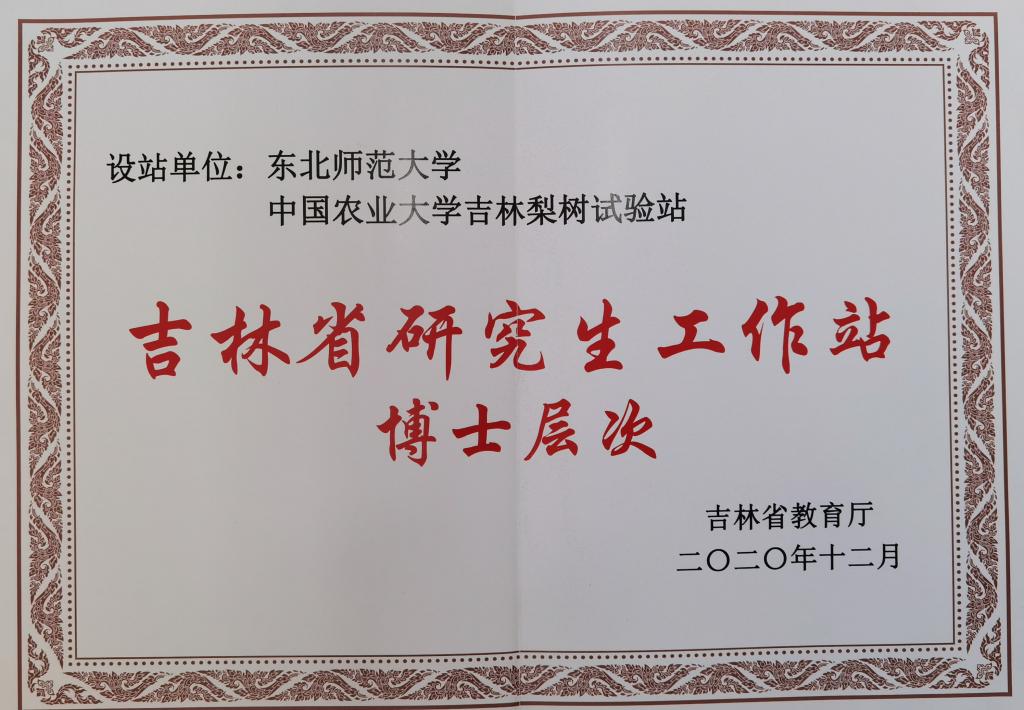 设站单位：东北师范大学
中国农业大学吉林梨树试验站
吉林省研究生工作站
博士层次
吉林省教育厅
二〇二〇年十二月